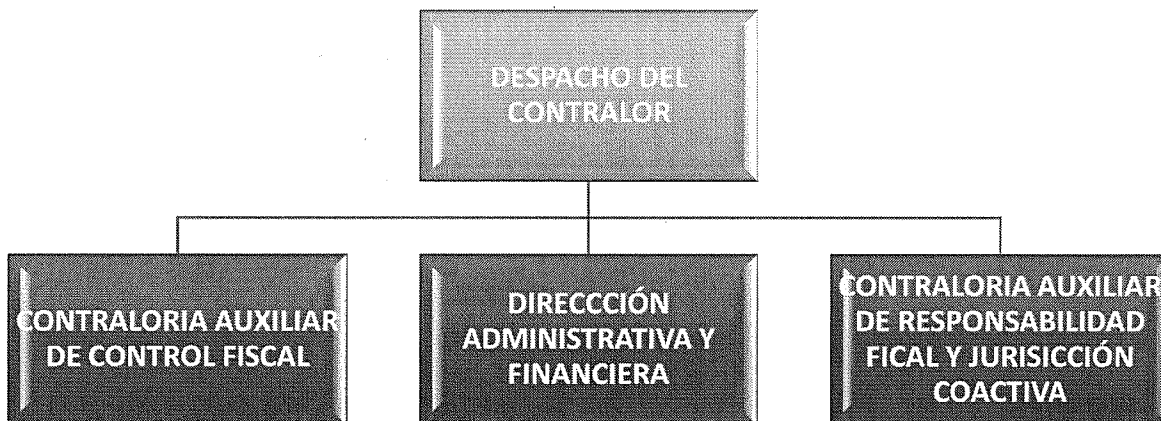 DESPACHO DEL
CONTRALOR
CONTRALORIA AUXILIAR
DE CONTROL FISCAL
DIRECCCIÓN
ADMINISTRATIVA Y
FINANCIERA
CONTRALORIA AUXILIAR
DE RESPONSABILIDAD
FICAL Y JURISICCIÓN
COACTIVA